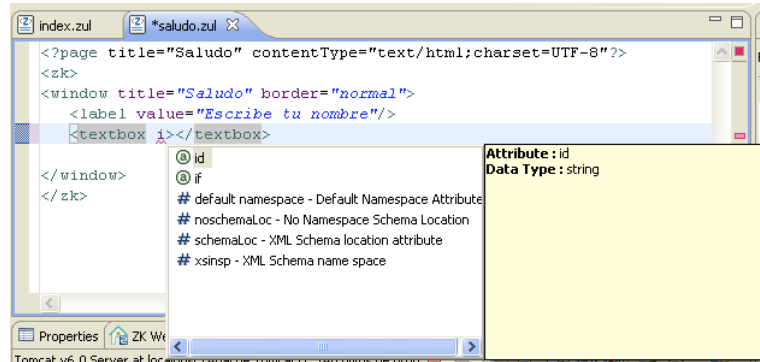 index.zul
*saludo.zul
<?page title="Saludo" contentType="text/html;charset=UTF-8"?>
<zk>
<window title="Saludo" border="normal">
<label value="Escribe tu nombre"/>
<textbox i></textbox>
</window>
</zk>
id
if
default namespace - Default Namespace Attribute
noschemaLoc - No Namespace Schema Location
schemaLoc - XML Schema location attribute
xsinsp - XML Schema name space
Attribute : id
Data Type : string
Properties
ZK We
Tomcat v6.0 Server at